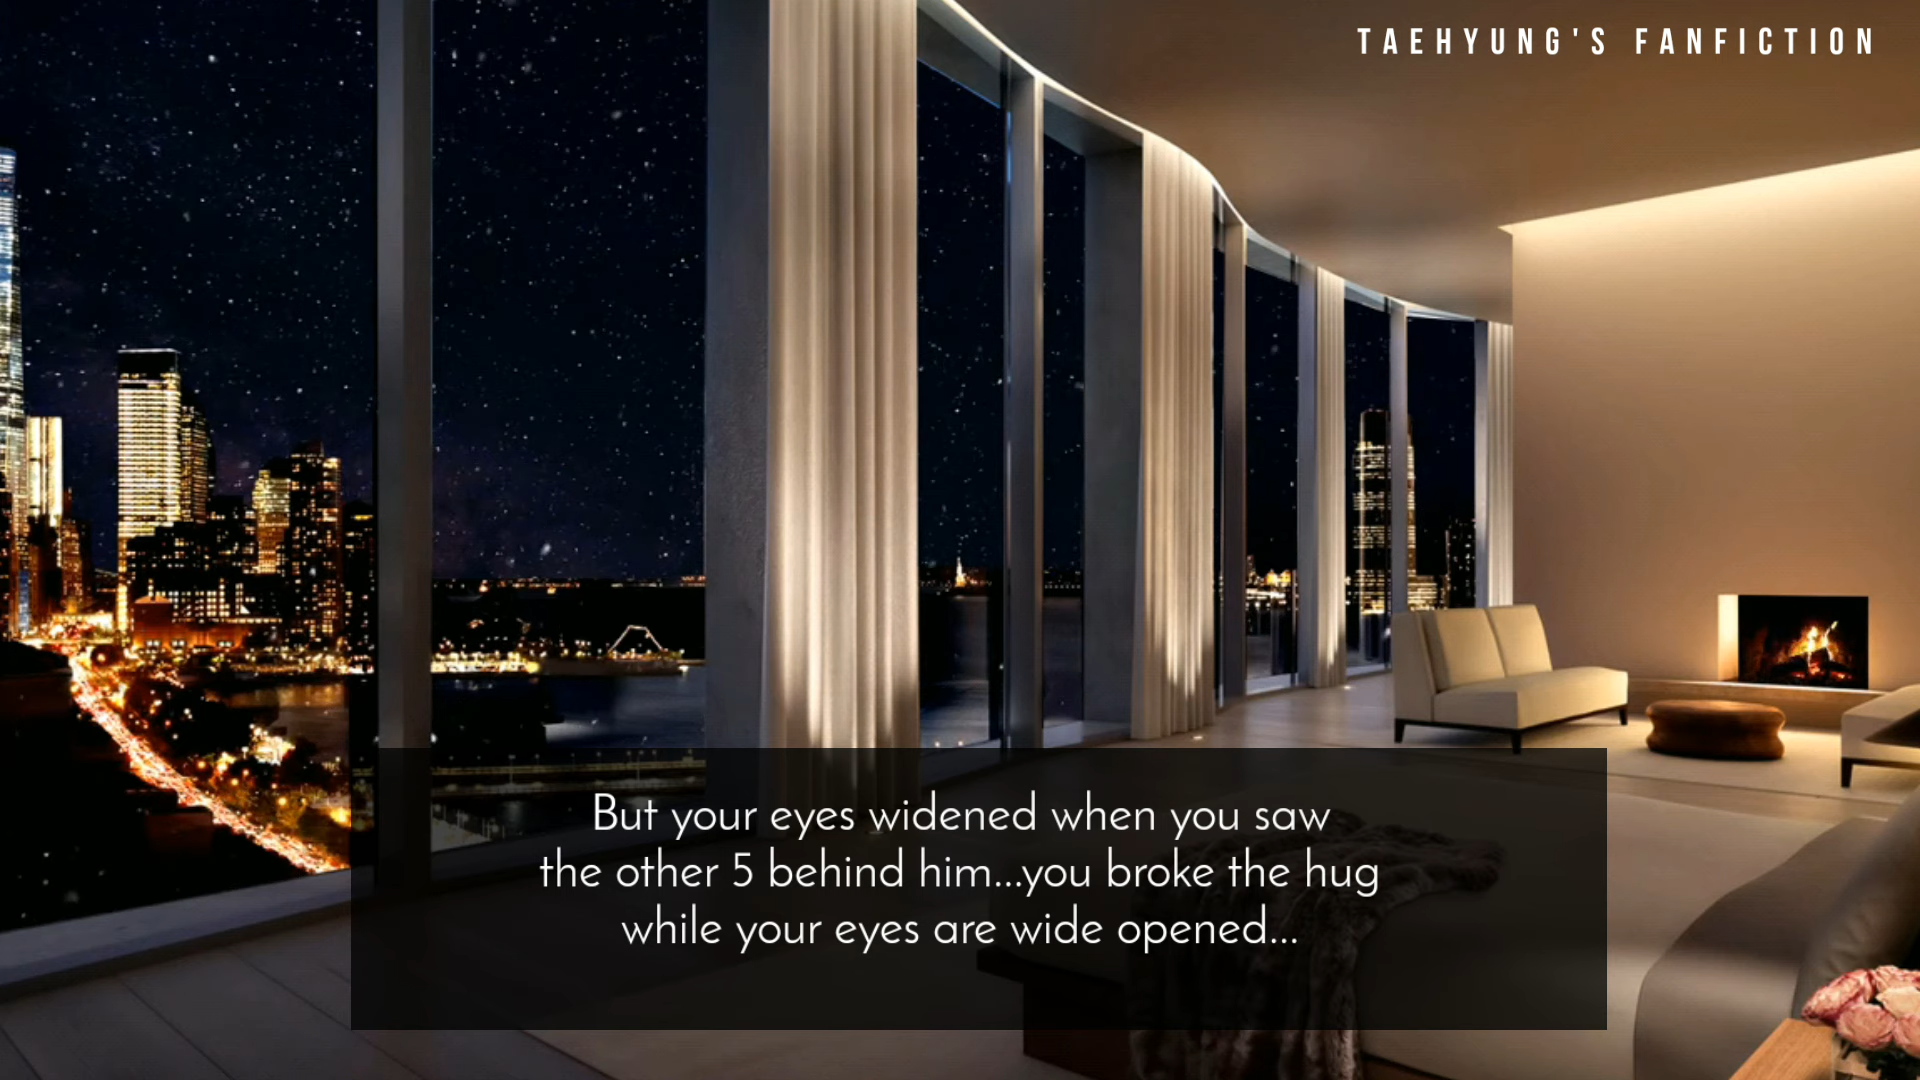 TAEHYUNG'S FANFICTION
But your eyes widened when you saw
the other 5 behind him...you broke the hug
while your eyes are wide opened...